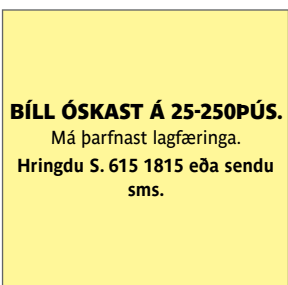 BÍLL ÓSKAST Á 25-250ÞÚS.
Má þarfnast lagfæringa.
Hringdu S. 615 1815 eða sendu
sms.